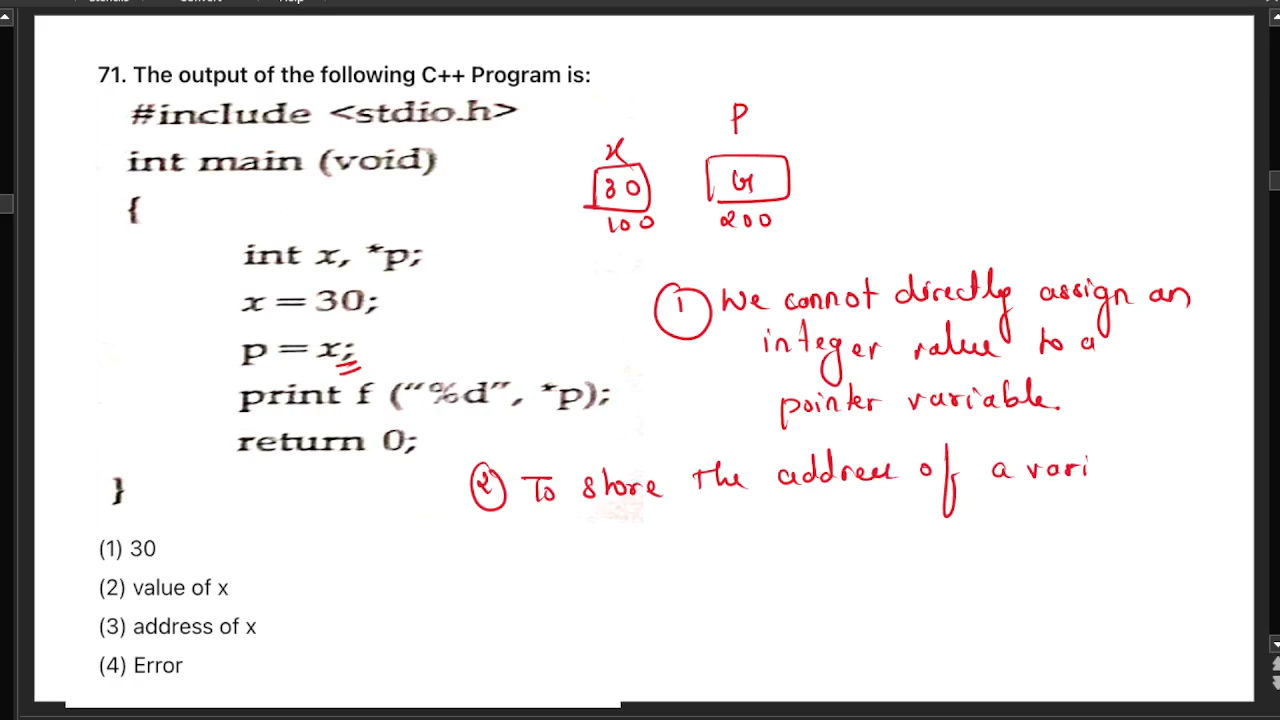 71. The output of the following C++ Program is:
#include <stdio.h>
int main (void)
{
int x, *p;
x = 30;
p = x;
print f ("%d", *p);
return 0;
}
x
30
100
P
200
1 We cannot directly assign an
integer value to a
pointer variable.
2 To store the address of a vari
(1) 30
(2) value of x
(3) address of x
(4) Error